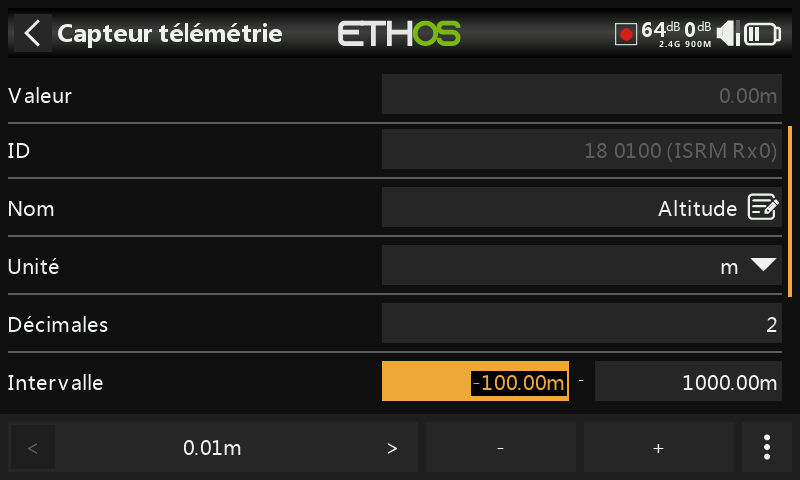 Capteur télémétrie
ETHOS
64dB 0dB
2.4G 900M
Valeur 0.00m
ID 18 0100 (ISRM Rx0)
Nom Altitude
Unité m
Décimales 2
Intervalle -100.00m - 1000.00m
< 0.01m > - +